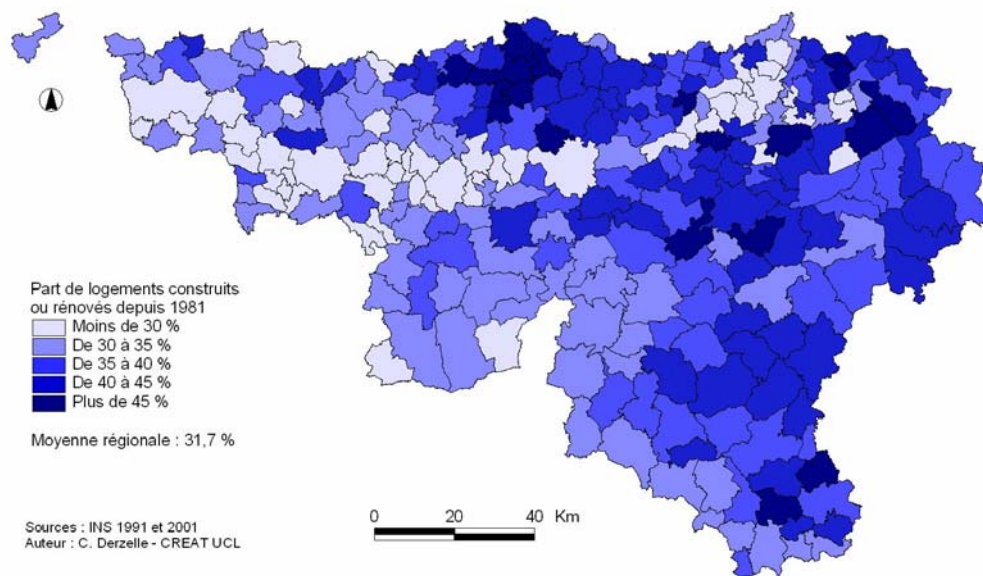 Part de logements construits
ou rénovés depuis 1981
Moins de 30 %
De 30 à 35 %
De 35 à 40 %
De 40 à 45 %
Plus de 45 %
Moyenne régionale : 31,7 %
Sources : INS 1991 et 2001
Auteur : C. Derzelle - CREAT UCL
0 20 40 Km